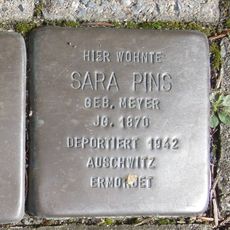 HIER WOHNTE
SARA PINS
GEB. MEYER
JG. 1870
DEPORTIERT 1942
AUSCHWITZ
ERMORDET